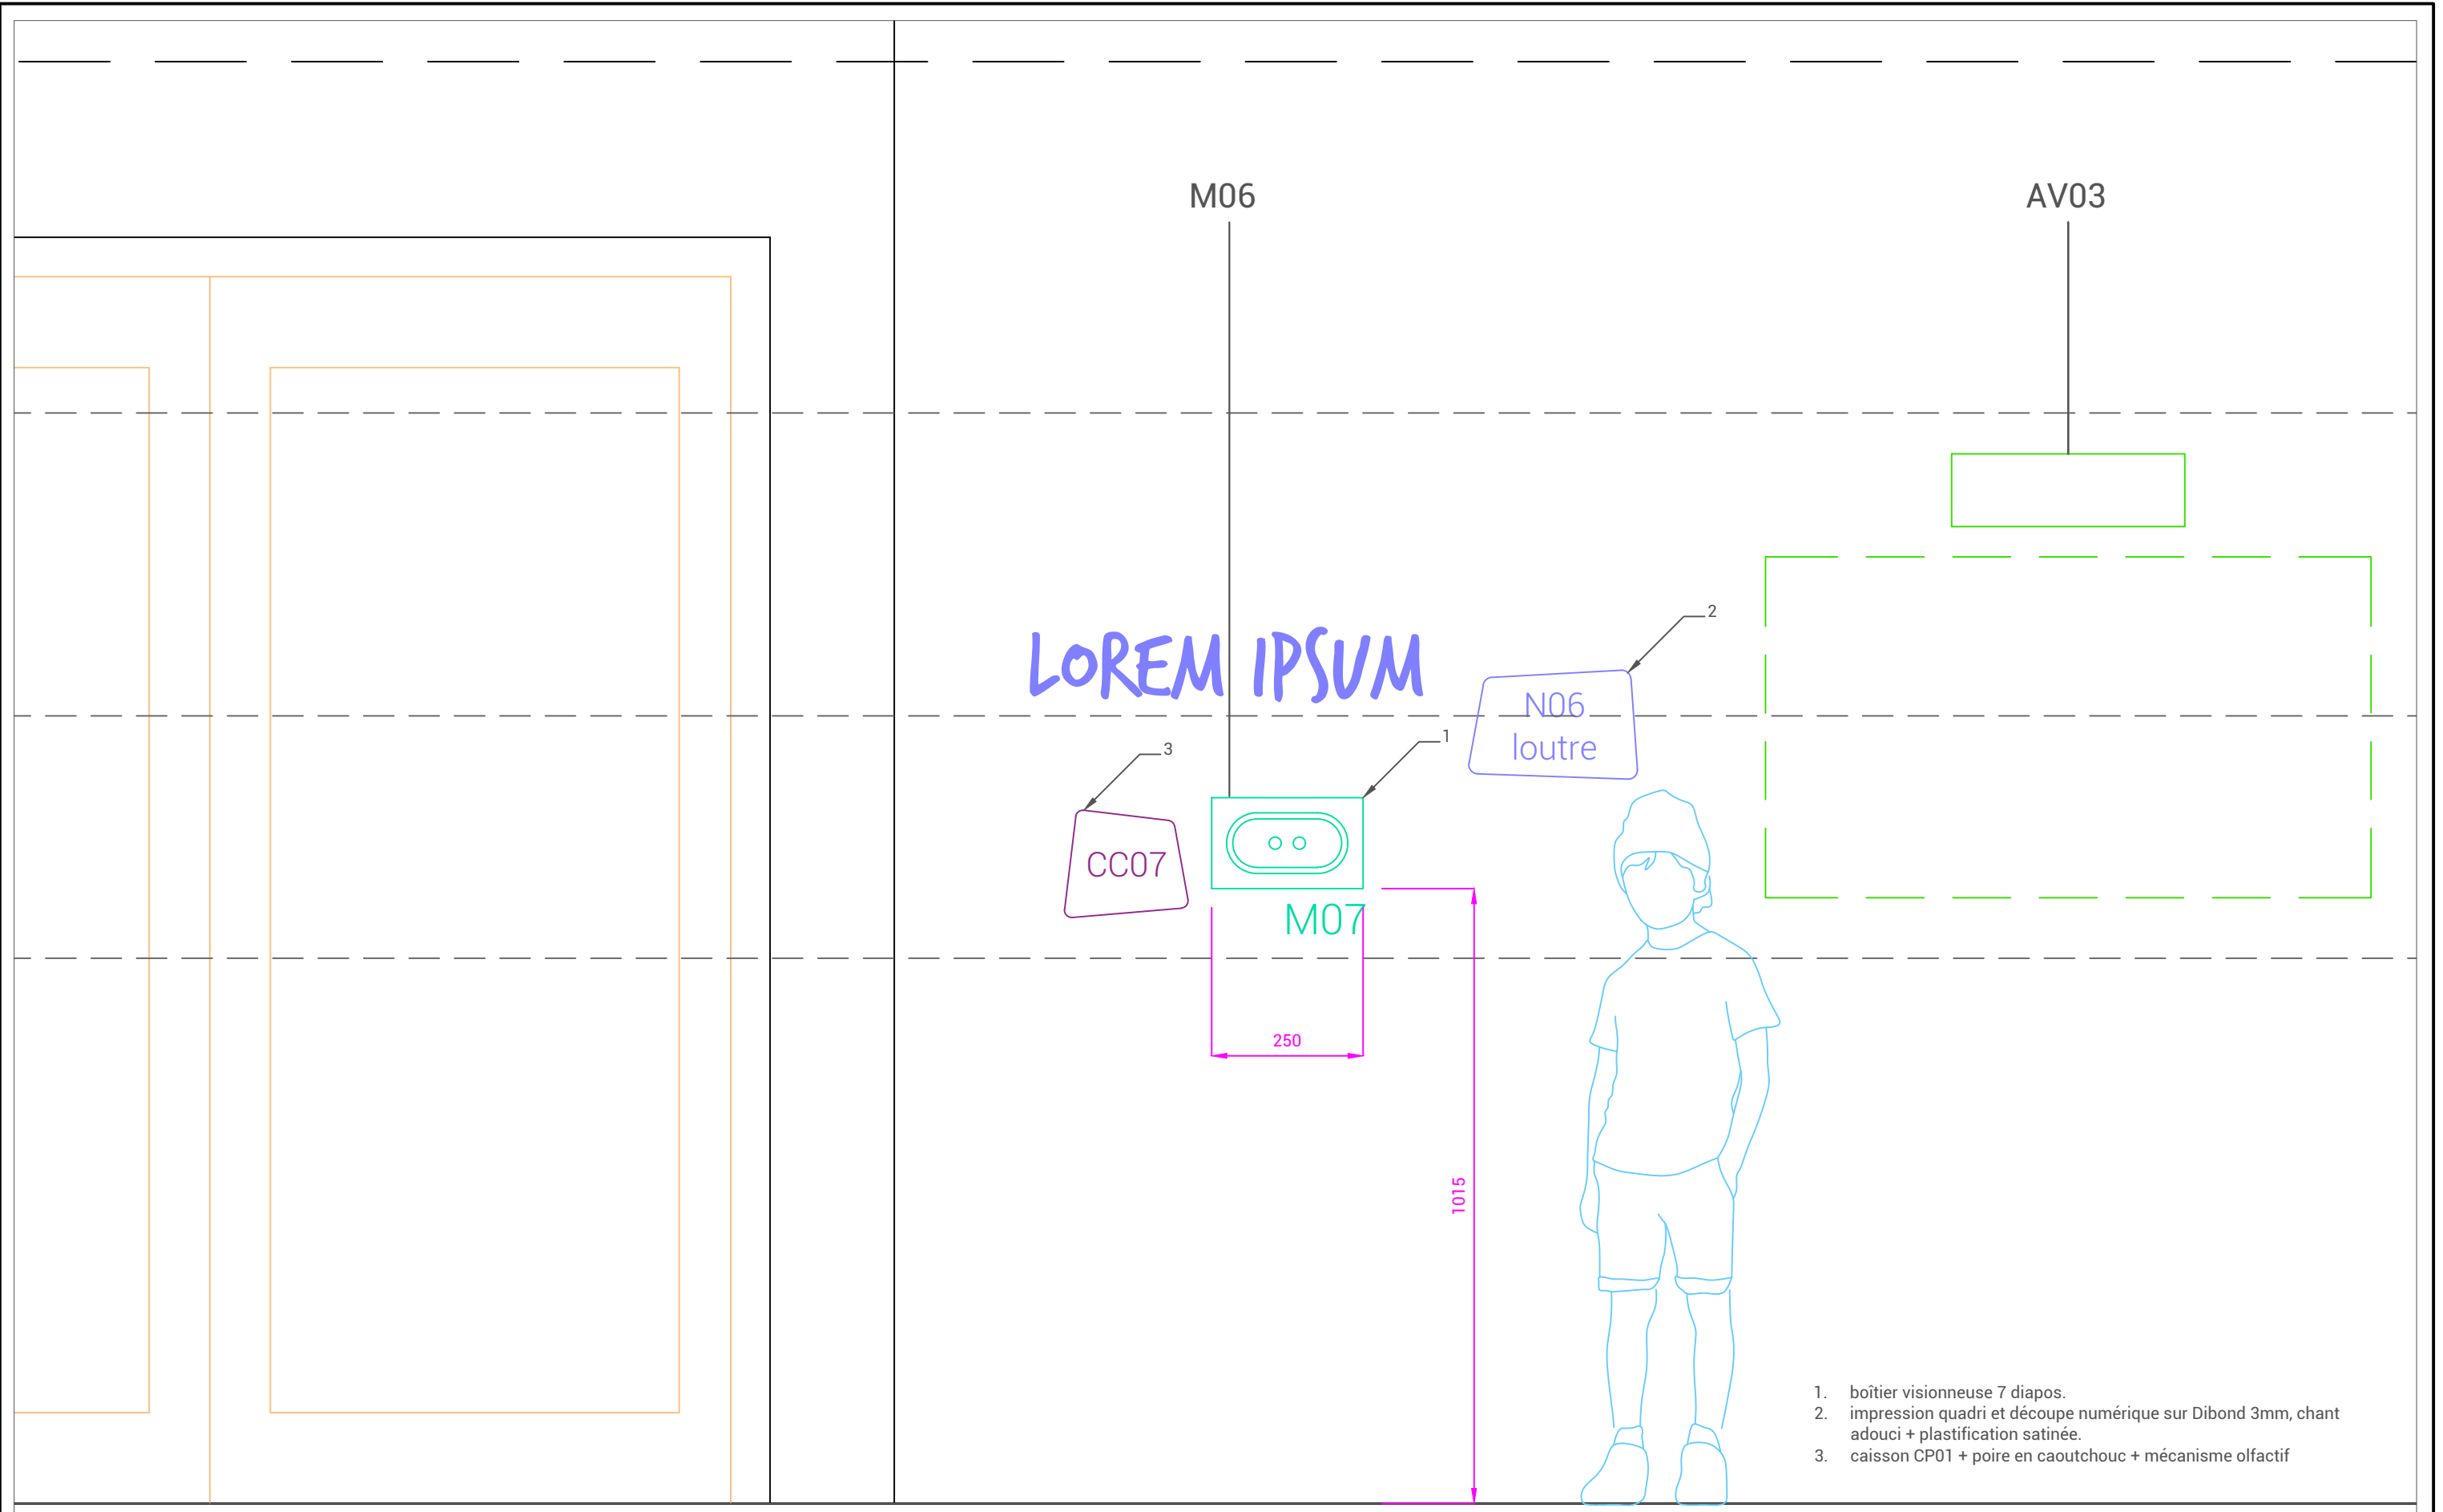 M06
AV03
2
LOREM IPSUM
N06
loutre
1
3
CC07
M07
250
1015
1. boîtier visionneuse 7 diapos.
2. impression quadri et découpe numérique sur Dibond 3mm, chant
adouci + plastification satinée.
3. caisson CP01 + poire en caoutchouc + mécanisme olfactif